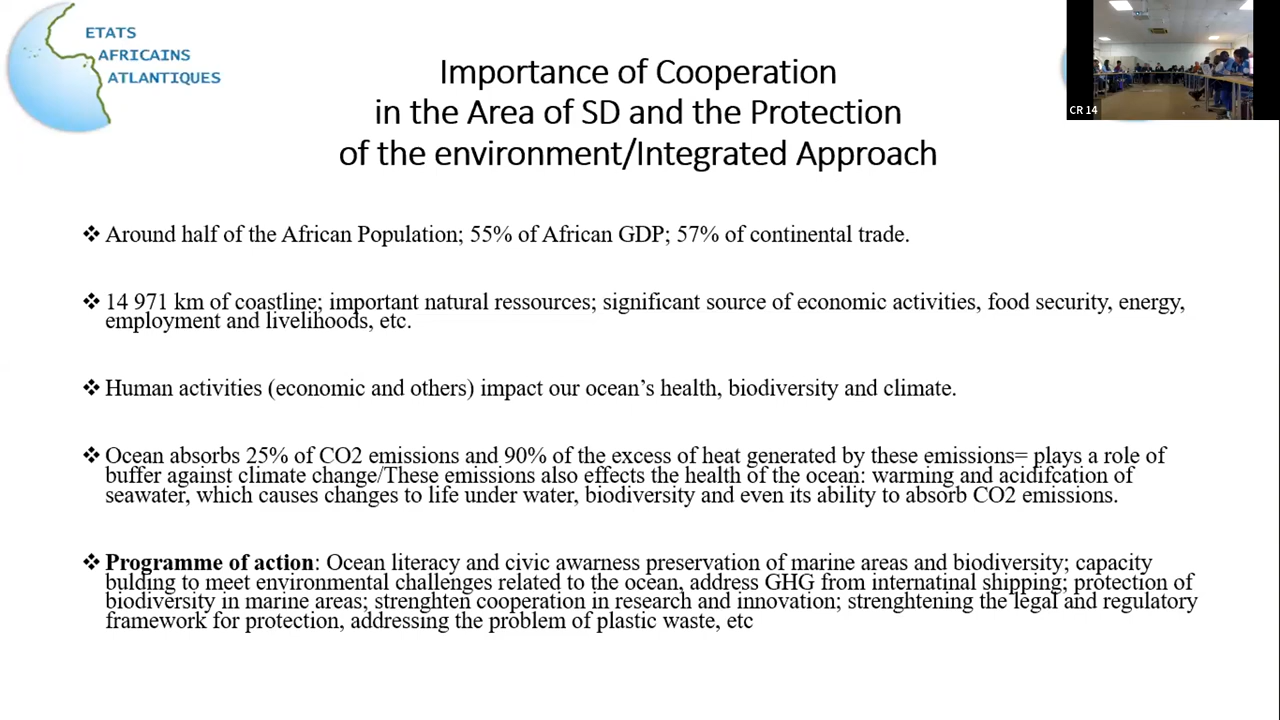 ETATS
AFRICAINS
ATLANTIQUES
CR 14
Importance of Cooperation
in the Area of SD and the Protection
of the environment/Integrated Approach
❖ Around half of the African Population; 55% of African GDP; 57% of continental trade.
❖ 14 971 km of coastline; important natural ressources; significant source of economic activities, food security, energy,
employment and livelihoods, etc.
❖ Human activities (economic and others) impact our ocean’s health, biodiversity and climate.
❖ Ocean absorbs 25% of CO2 emissions and 90% of the excess of heat generated by these emissions= plays a role of
buffer against climate change/These emissions also effects the health of the ocean: warming and acidifcation of
seawater, which causes changes to life under water, biodiversity and even its ability to absorb CO2 emissions.
❖ Programme of action: Ocean literacy and civic awarness preservation of marine areas and biodiversity; capacity
bulding to meet environmental challenges related to the ocean, address GHG from internatinal shipping; protection of
biodiversity in marine areas; strenghten cooperation in research and innovation; strenghtening the legal and regulatory
framework for protection, addressing the problem of plastic waste, etc